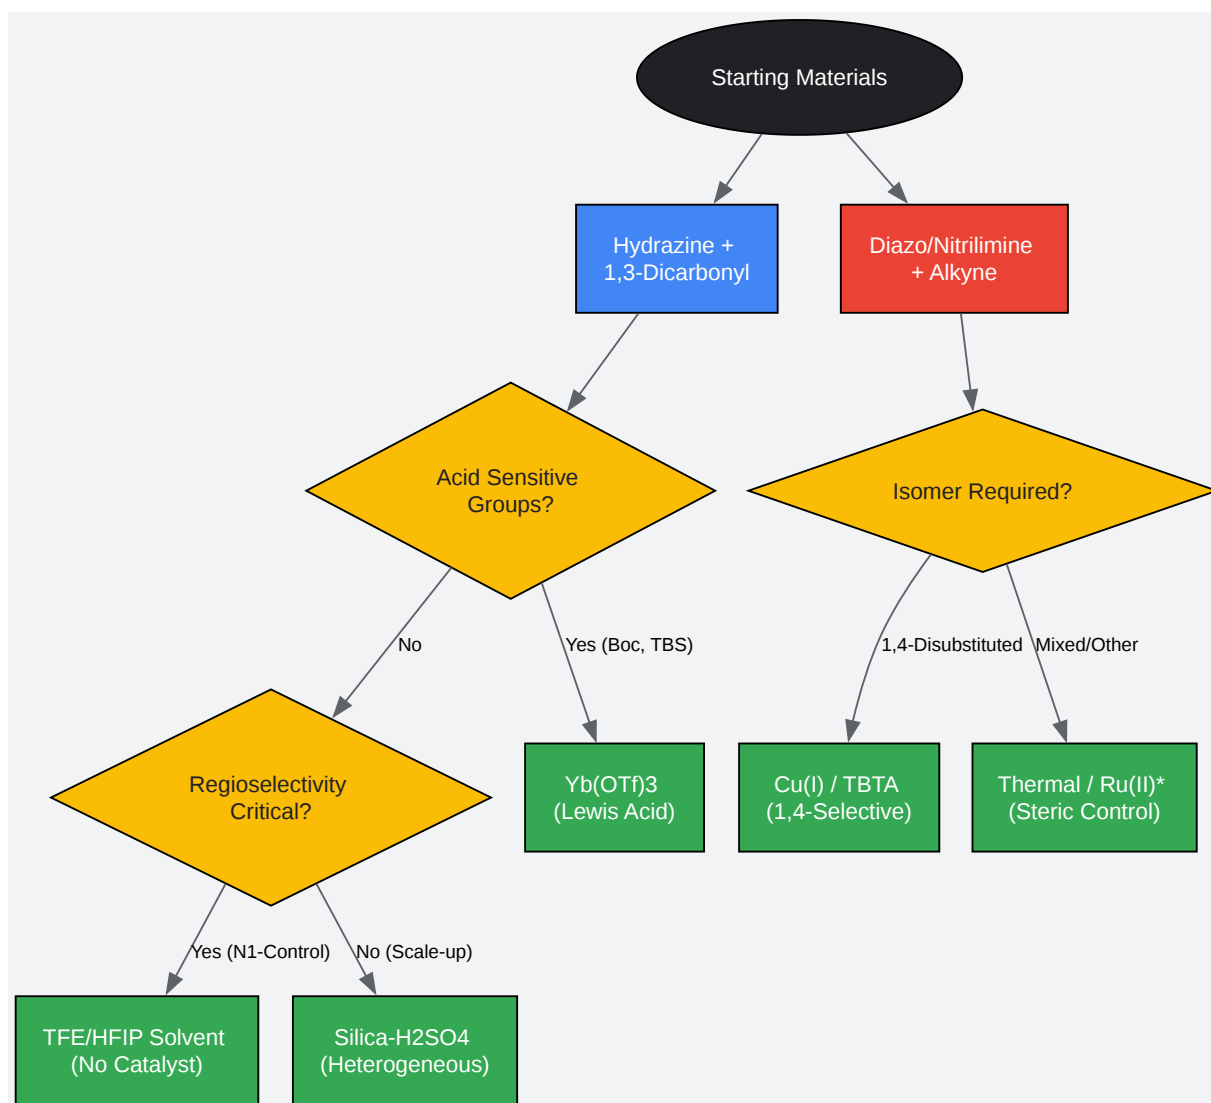 Starting Materials
Hydrazine +
1,3-Dicarbonyl
Diazo/Nitrilimine
+ Alkyne
Acid Sensitive
Groups?
Isomer Required?
No
Yes (Boc, TBS)
1,4-Disubstituted
Mixed/Other
Regioselectivity
Critical?
Yb(OTf)3
(Lewis Acid)
Cu(I) / TBTA
(1,4-Selective)
Thermal / Ru(II)*
(Steric Control)
Yes (N1-Control)
No (Scale-up)
TFE/HFIP Solvent
(No Catalyst)
Silica-H2SO4
(Heterogeneous)